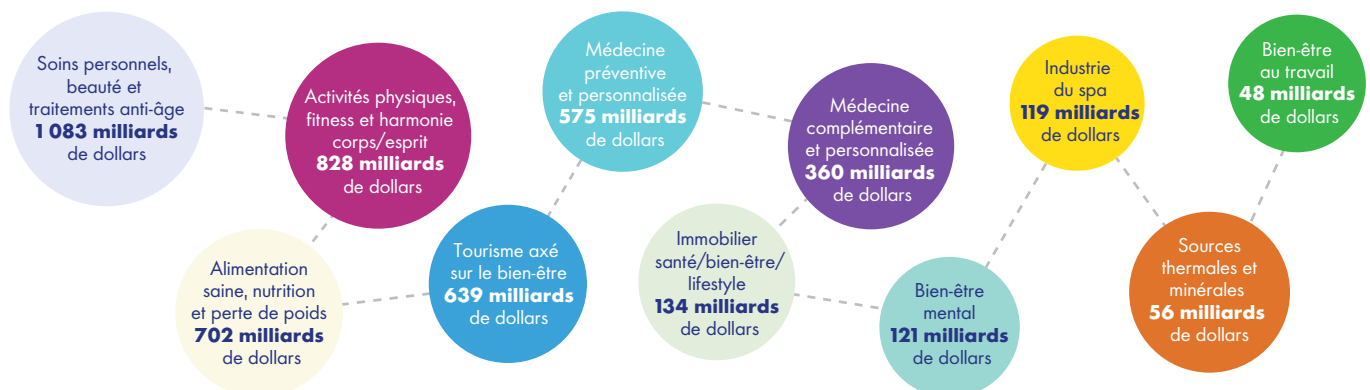 Soins personnels,
beauté et
traitements anti-âge
1 083 milliards
de dollars
Activités physiques,
fitness et harmonie
corps/esprit
828 milliards
de dollars
Alimentation
saine, nutrition
et perte de poids
702 milliards
de dollars
Tourisme axé
sur le bien-être
639 milliards
de dollars
Médecine
préventive
et personnalisée
575 milliards
de dollars
Médecine
complémentaire
et personnalisée
360 milliards
de dollars
Immobilier
santé/bien-être/
lifestyle
134 milliards
de dollars
Bien-être
mental
121 milliards
de dollars
Industrie
du spa
119 milliards
de dollars
Sources
thermales et
minérales
56 milliards
de dollars
Bien-être
au travail
48 milliards
de dollars